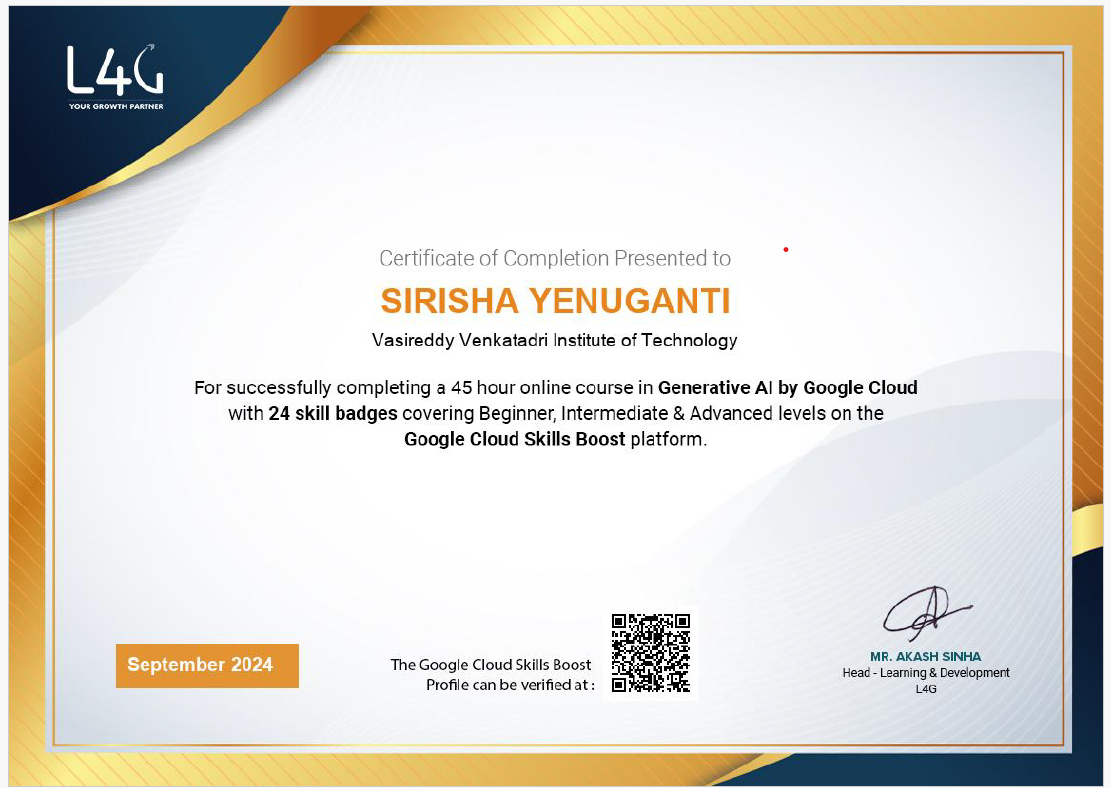 L4G
YOUR GROWTH PARTNER
Certificate of Completion Presented to
SIRISHA YENUGANTI
Vasireddy Venkatadri Institute of Technology
For successfully completing a 45 hour online course in Generative AI by Google Cloud
with 24 skill badges covering Beginner, Intermediate & Advanced levels on the
Google Cloud Skills Boost platform.
September 2024
The Google Cloud Skills Boost
Profile can be verified at :
MR. AKASH SINHA
Head - Learning & Development
L4G